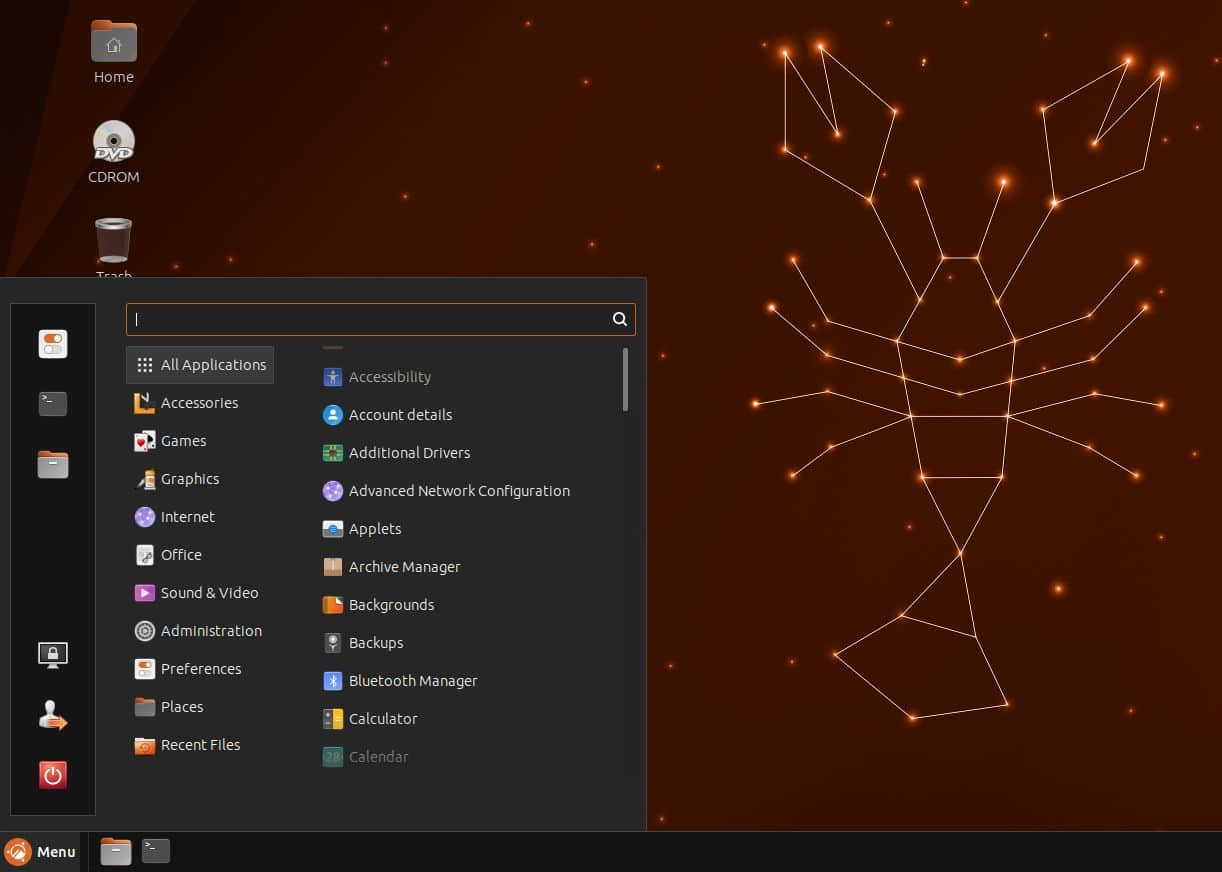 Home
DVD
CDROM
Trash
All Applications
Accessories
Games
Graphics
Internet
Office
Sound & Video
Administration
Preferences
Places
Recent Files
Accessibility
Account details
Additional Drivers
Advanced Network Configuration
Applets
Archive Manager
Backgrounds
Backups
Bluetooth Manager
Calculator
28 Calendar
Menu